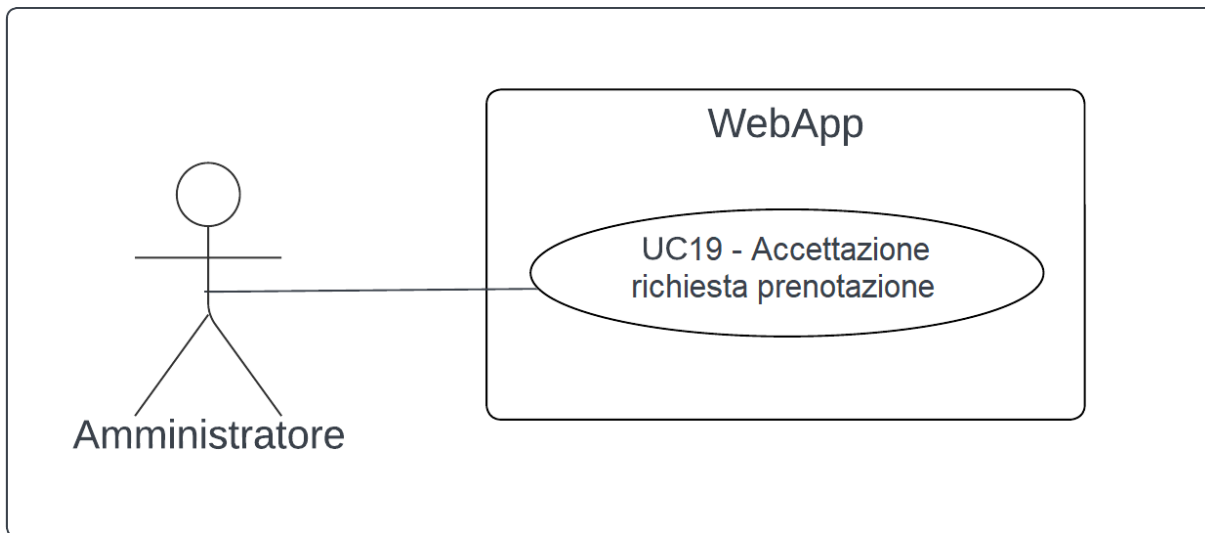 WebApp
UC19 - Accettazione
richiesta prenotazione
Amministratore